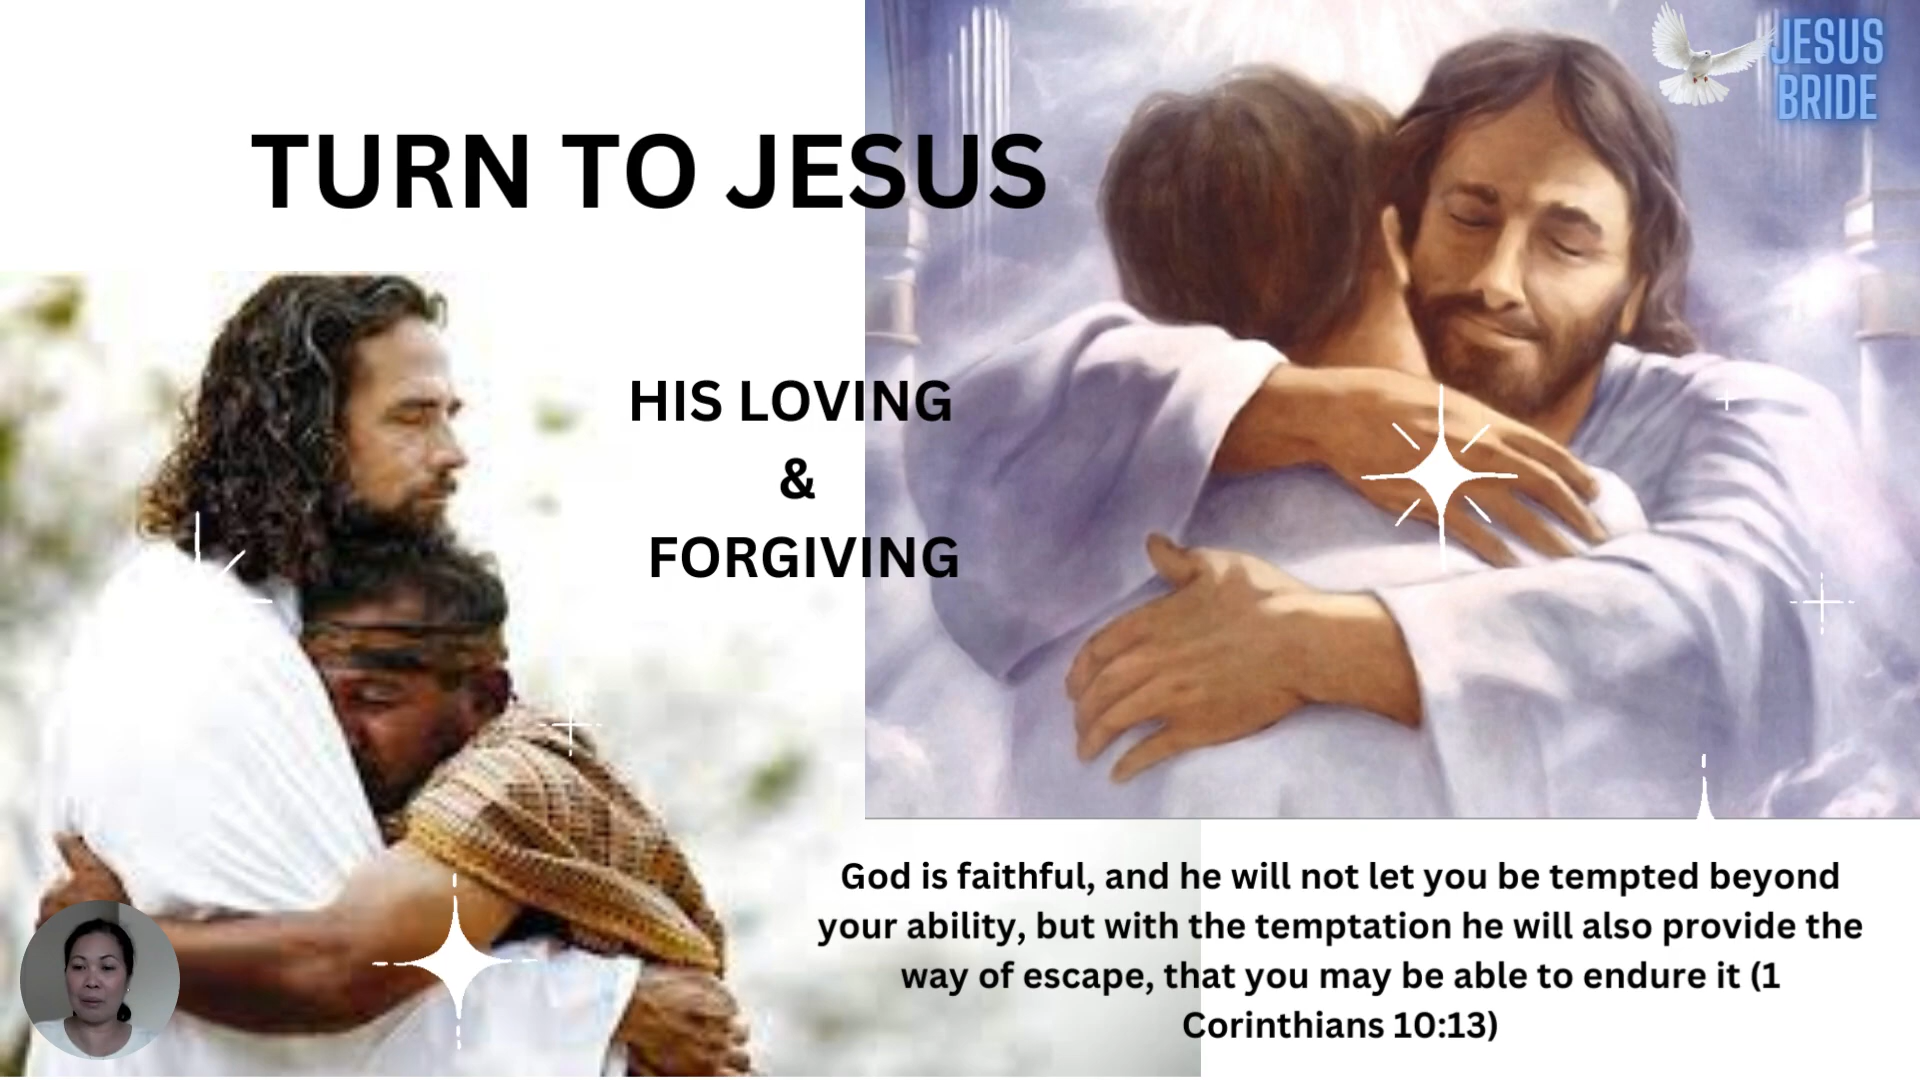 JESUS
BRIDE
TURN TO JESUS
HIS LOVING
&
FORGIVING
God is faithful, and he will not let you be tempted beyond
your ability, but with the temptation he will also provide the
way of escape, that you may be able to endure it (1
Corinthians 10:13)